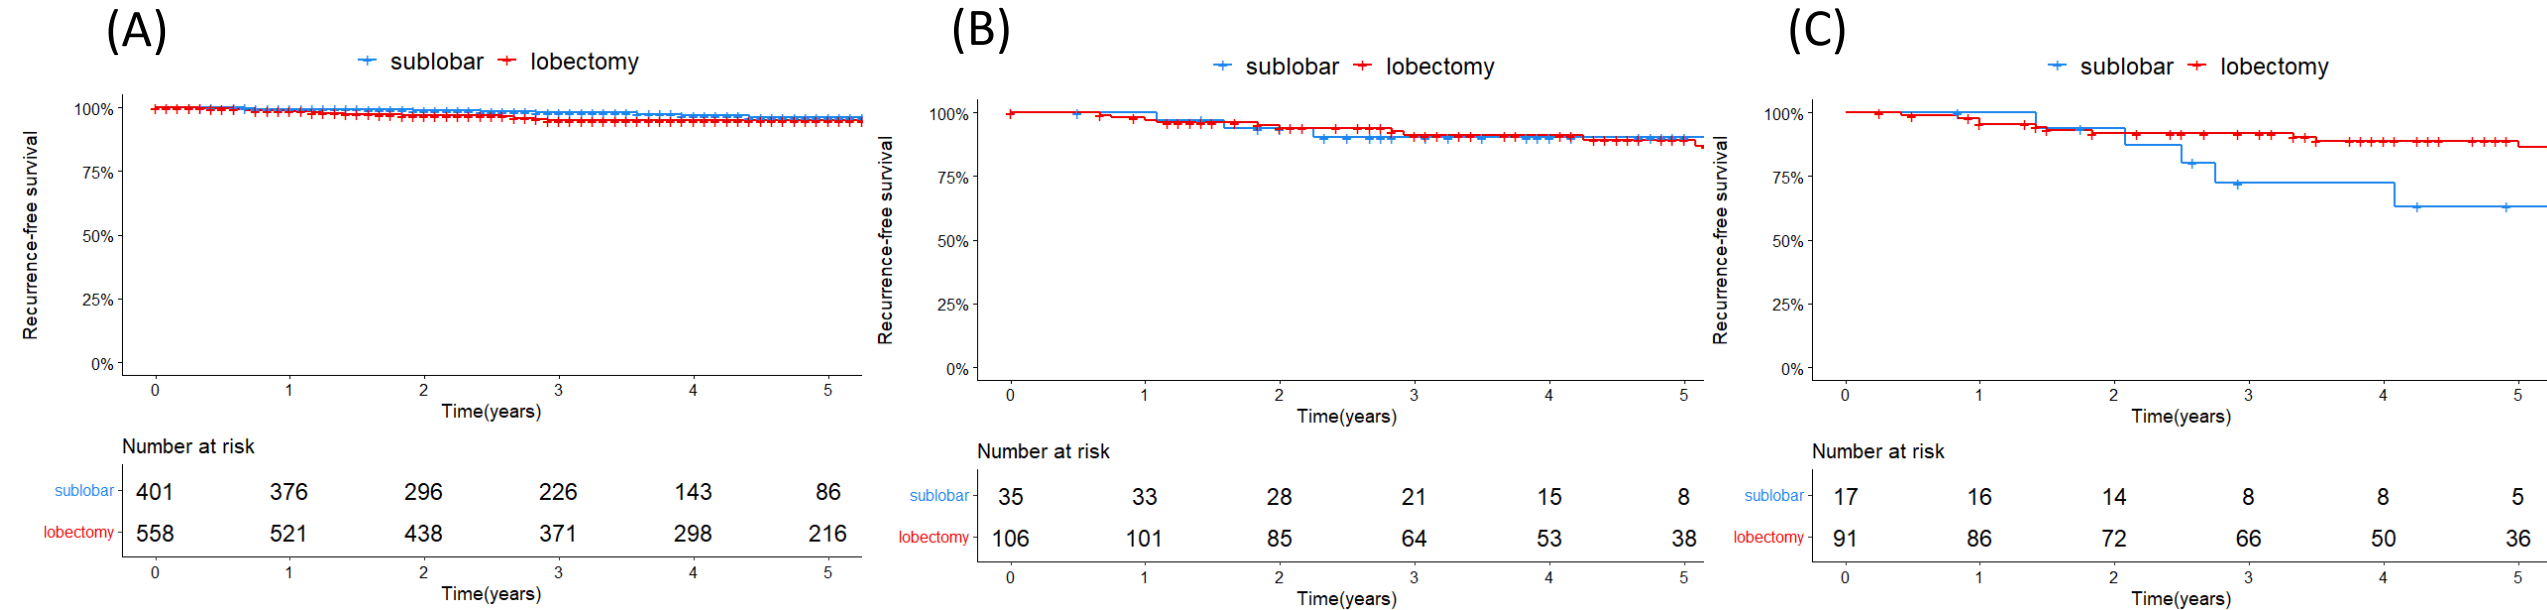 (A)
sublobar lobectomy
Recurrence-free survival
100%
75%
50%
25%
0%
0 1 2 3 4 5
Time(years)
Number at risk
sublobar 401 376 296 226 143 86
lobectomy 558 521 438 371 298 216
0 1 2 3 4 5
Time(years)
(B)
sublobar lobectomy
Recurrence-free survival
100%
75%
50%
25%
0%
0 1 2 3 4 5
Time(years)
Number at risk
sublobar 35 33 28 21 15 8
lobectomy 106 101 85 64 53 38
0 1 2 3 4 5
Time(years)
(C)
sublobar lobectomy
Recurrence-free survival
100%
75%
50%
25%
0%
0 1 2 3 4 5
Time(years)
Number at risk
sublobar 17 16 14 8 8 5
lobectomy 91 86 72 66 50 36
0 1 2 3 4 5
Time(years)